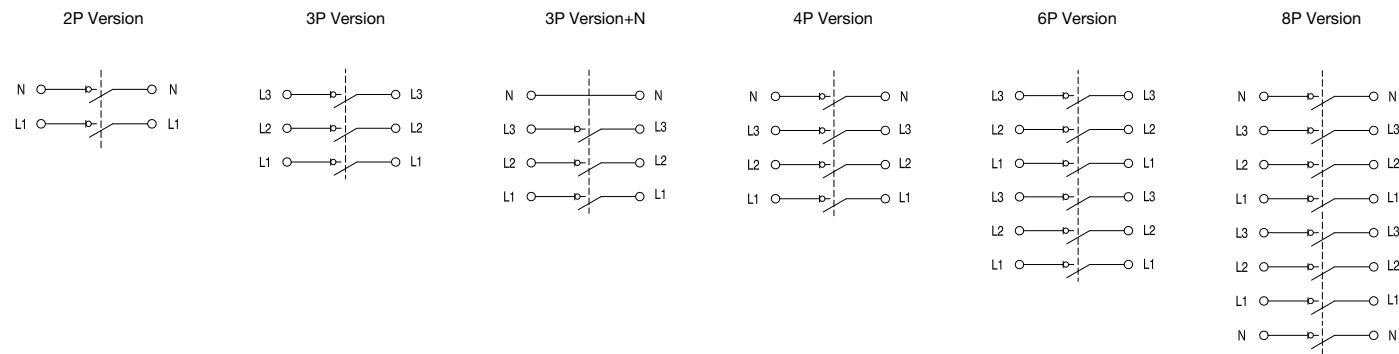 2P Version
N N
L1 L1
3P Version
L3 L3
L2 L2
L1 L1
3P Version+N
N N
L3 L3
L2 L2
L1 L1
4P Version
N N
L3 L3
L2 L2
L1 L1
6P Version
L3 L3
L2 L2
L1 L1
L3 L3
L2 L2
L1 L1
8P Version
N N
L3 L3
L2 L2
L1 L1
L3 L3
L2 L2
L1 L1
N N